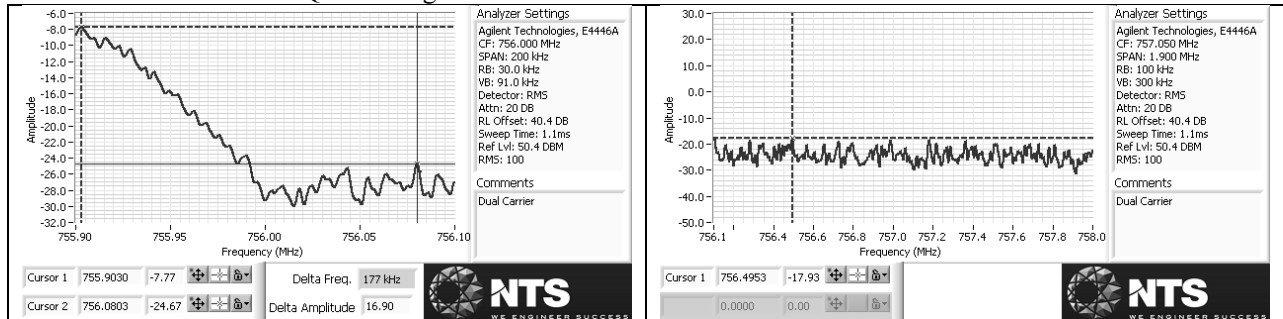 -6.0
-8.0
-10.0
-12.0
-14.0
-16.0
-18.0
-20.0
-22.0
-24.0
-26.0
-28.0
-30.0
-32.0
Amplitude
755.90 755.95 756.00 756.05 756.10
Frequency (MHz)
Analyzer Settings
Agilent Technologies, E4446A
CF: 756.000 MHz
SPAN: 200 kHz
RB: 30.0 kHz
VB: 91.0 kHz
Detector: RMS
Attn: 20 DB
RL Offset: 40.4 DB
Sweep Time: 1.1ms
Ref Lvl: 50.4 DBM
RMS: 100
Comments
Dual Carrier
Cursor 1 755.9030 -7.77
Cursor 2 756.0803 -24.67
Delta Freq. 177 kHz
Delta Amplitude 16.90
NTS
WE ENGINEER SUCCESS
30.0
20.0
10.0
0.0
-10.0
-20.0
-30.0
-40.0
-50.0
Amplitude
756.1 756.4 756.6 756.8 757.0 757.2 757.4 757.6 757.8 758.0
Frequency (MHz)
Analyzer Settings
Agilent Technologies, E4446A
CF: 757.050 MHz
SPAN: 1.900 MHz
RB: 100 kHz
VB: 300 kHz
Detector: RMS
Attn: 20 DB
RL Offset: 40.4 DB
Sweep Time: 1.1ms
Ref Lvl: 50.4 DBM
RMS: 100
Comments
Dual Carrier
Cursor 1 756.4953 -17.93
0.0000 0.00
NTS
WE ENGINEER SUCCESS